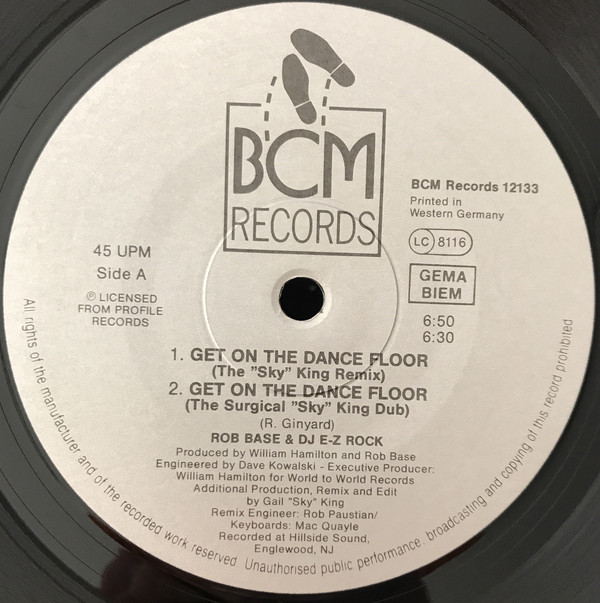 BCM
RECORDS
BCM Records 12133
Printed in
Western Germany
LC 8116
GEMA
BIEM
45 UPM
Side A
℗ LICENSED
FROM PROFILE
RECORDS
6:50
6:30
1. GET ON THE DANCE FLOOR
(The "Sky" King Remix)
2. GET ON THE DANCE FLOOR
(The Surgical "Sky" King Dub)
(R. Ginyard)
ROB BASE & DJ E-Z ROCK
Produced by William Hamilton and Rob Base
Engineered by Dave Kowalski - Executive Producer:
William Hamilton for World to World Records
Additional Production, Remix and Edit
by Gail "Sky" King
Remix Engineer: Rob Paustian/
Keyboards: Mac Quayle
Recorded at Hillside Sound,
Englewood, NJ
All rights of the manufacturer and of the recorded work reserved. Unauthorised public performance, broadcasting and copying of this record prohibited